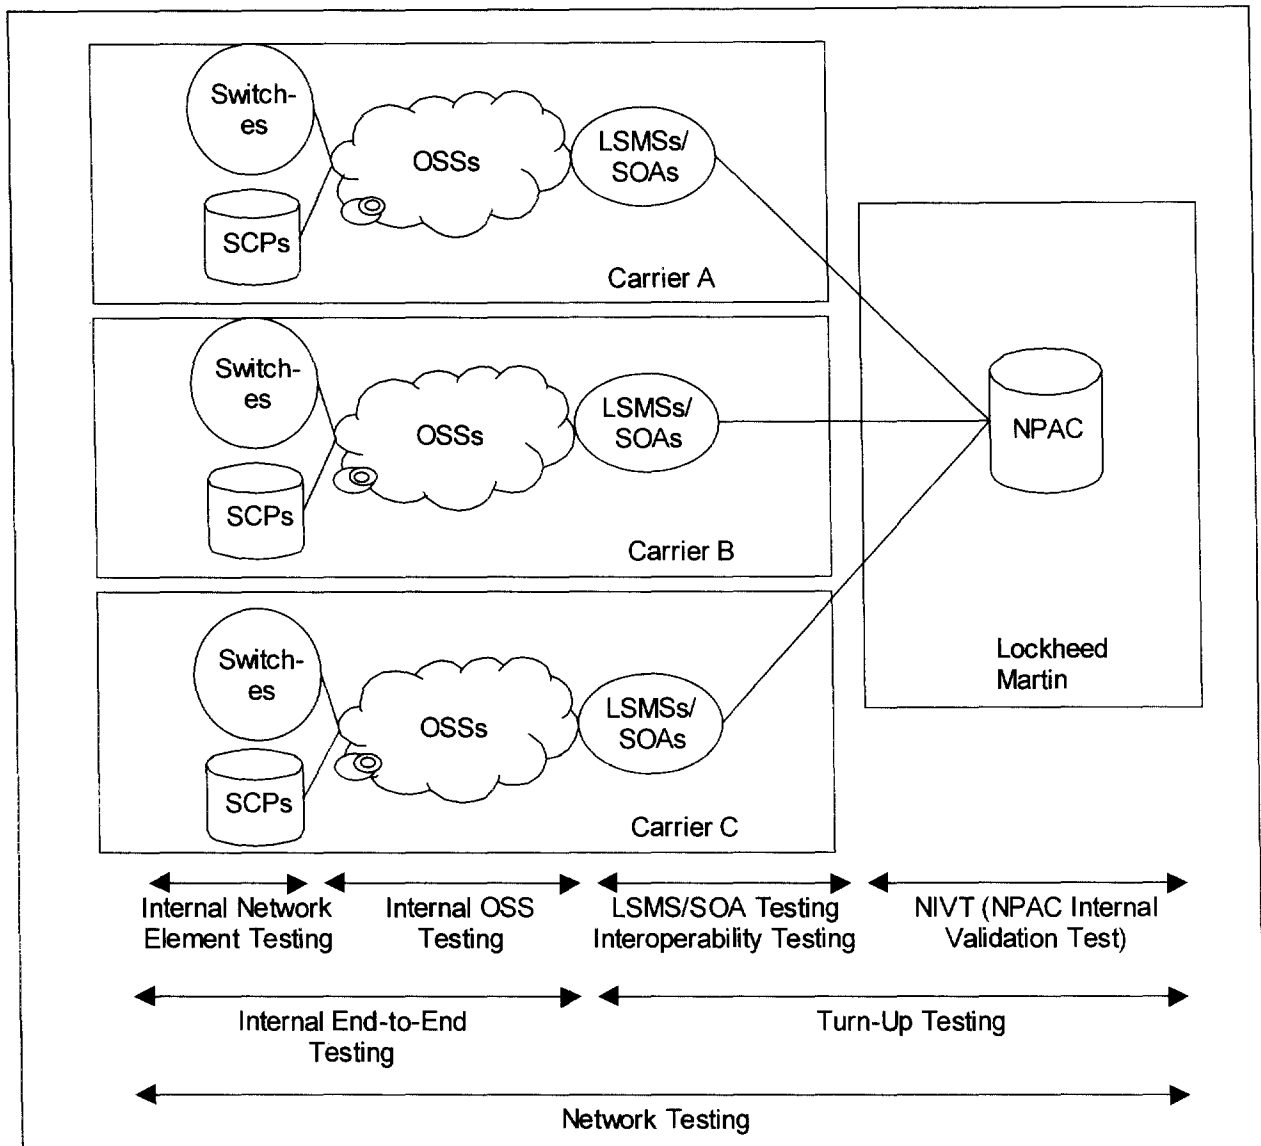 Switch-
es
OSSs
LSMSs/
SOAs
SCPs
Carrier A
Switch-
es
OSSs
LSMSs/
SOAs
SCPs
Carrier B
NPAC
Lockheed
Martin
Switch-
es
OSSs
LSMSs/
SOAs
SCPs
Carrier C
Internal Network
Element Testing
Internal OSS
Testing
LSMS/SOA Testing
Interoperability Testing
NIVT (NPAC Internal
Validation Test)
Internal End-to-End
Testing
Turn-Up Testing
Network Testing